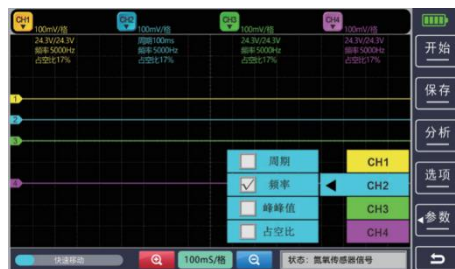 CH1 CH2 CH3 CH4
100mV/格 100mV/格 100mV/格 100mV/格
24.3V/24.3V 周期100ms 24.3V/24.3V 24.3V/24.3V
频率5000Hz 频率5000Hz 频率5000Hz 频率5000Hz
占空比17% 占空比17% 占空比17% 占空比17%
开始
保存
分析
选项
参数
1
2
3
4
周期 CH1
频率 CH2
峰峰值 CH3
占空比 CH4
快速移动 100mS/格 状态：氮氧传感器信号